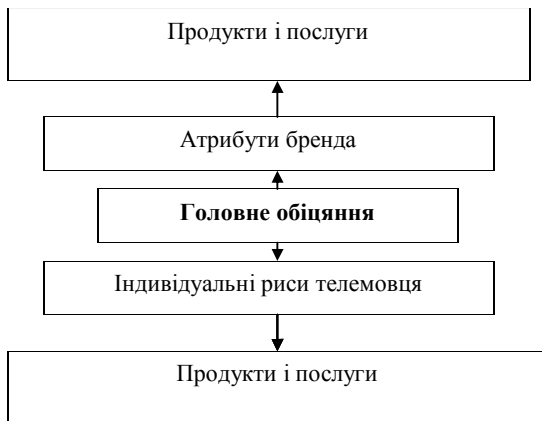 Продукти і послуги
Атрибути бренда
Головне обіцяння
Індивідуальні риси телемовця
Продукти і послуги